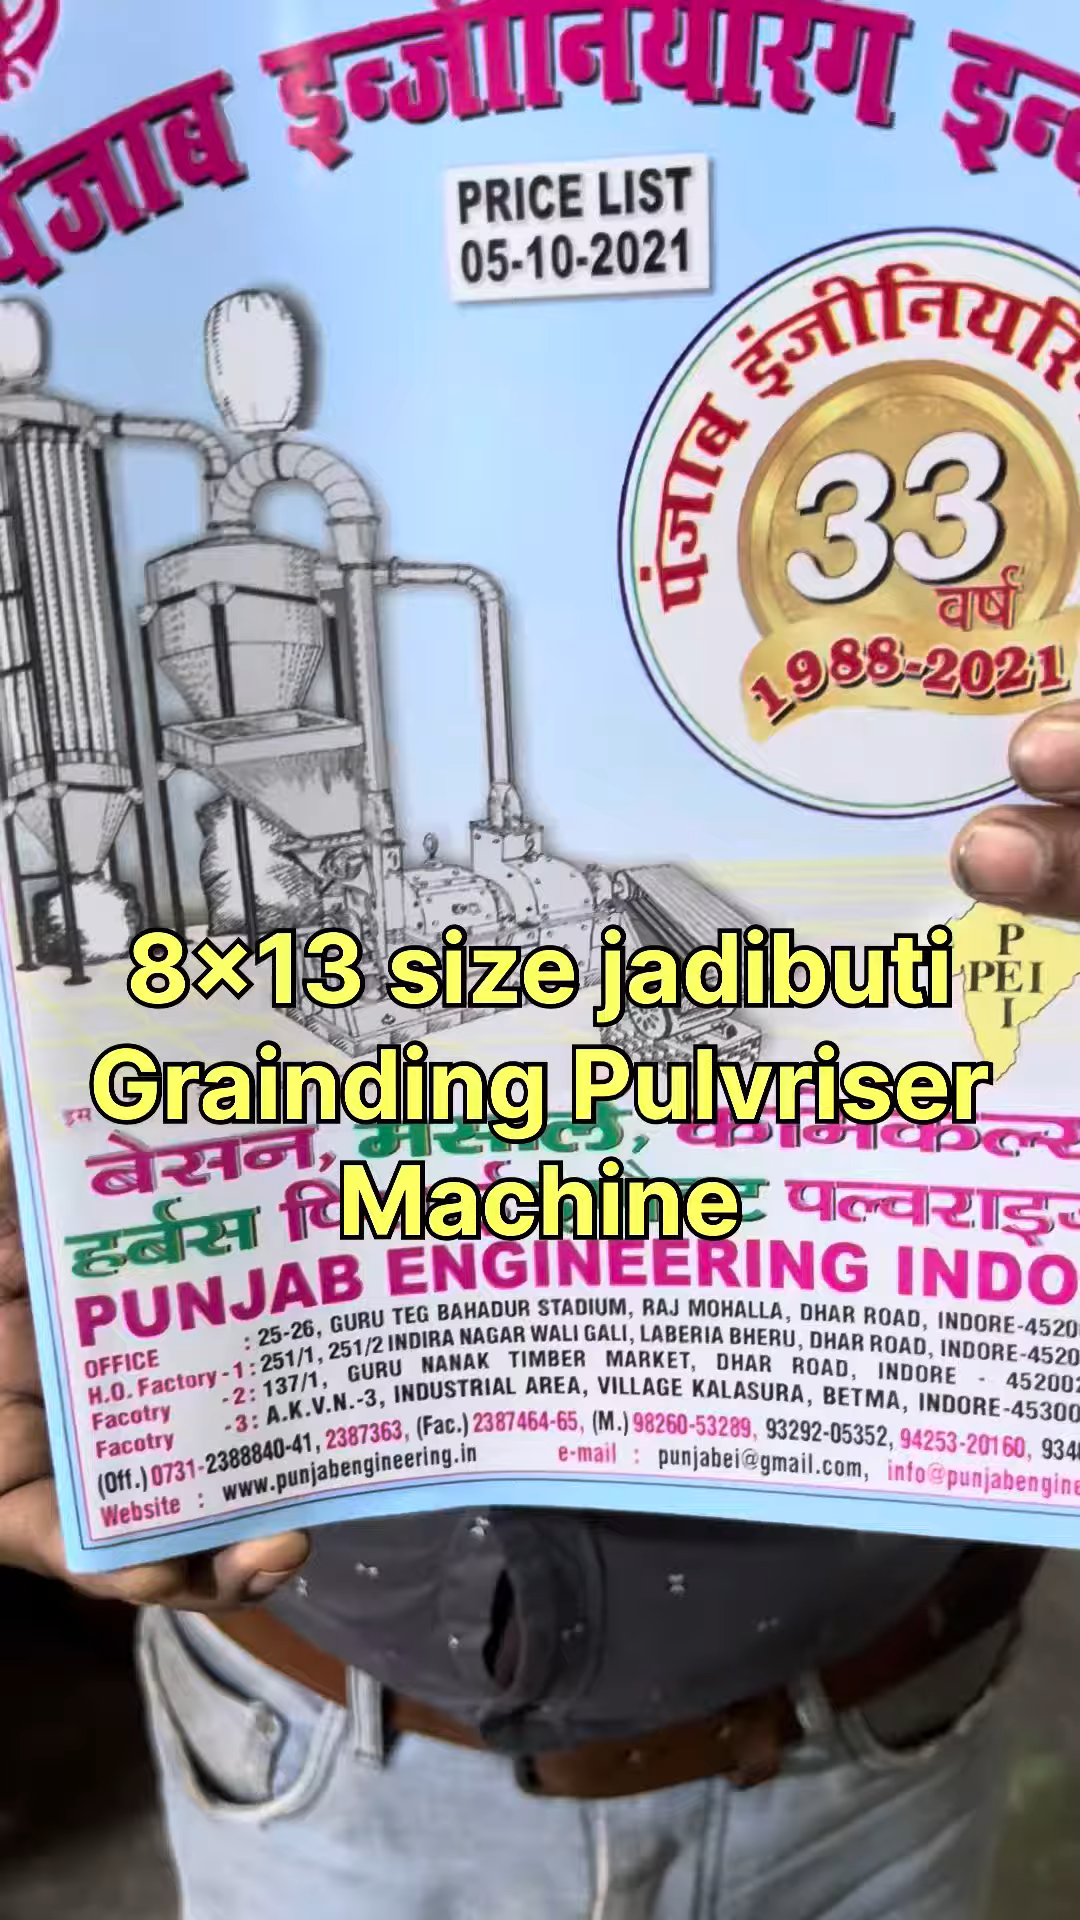 पंजाब इन्जीनियरिंग
PRICE LIST
05-10-2021
पंजाब इंजीनियरि
33
वर्ष
1988-2021
P
PEI
I
8×13 size jadibuti
Grainding Pulvriser
Machine
इम
बेसन, मसाले, केमिकल्स
हर्बस पल्वराइज
PUNJAB ENGINEERING INDO
OFFICE : 25-26, GURU TEG BAHADUR STADIUM, RAJ MOHALLA, DHAR ROAD, INDORE-4520
H.O. Factory - 1 : 251/1, 251/2 INDIRA NAGAR WALI GALI, LABERIA BHERU, DHAR ROAD, INDORE-4520
Facotry - 2 : 137/1, GURU NANAK TIMBER MARKET, DHAR ROAD, INDORE - 452002
Facotry - 3 : A.K.V.N.-3, INDUSTRIAL AREA, VILLAGE KALASURA, BETMA, INDORE-45300
(Off.) 0731-2388840-41, 2387363, (Fac.) 2387464-65, (M.) 98260-53289, 93292-05352, 94253-20160, 934
Website : www.punjabengineering.in e-mail : punjabei@gmail.com, info@punjabengine